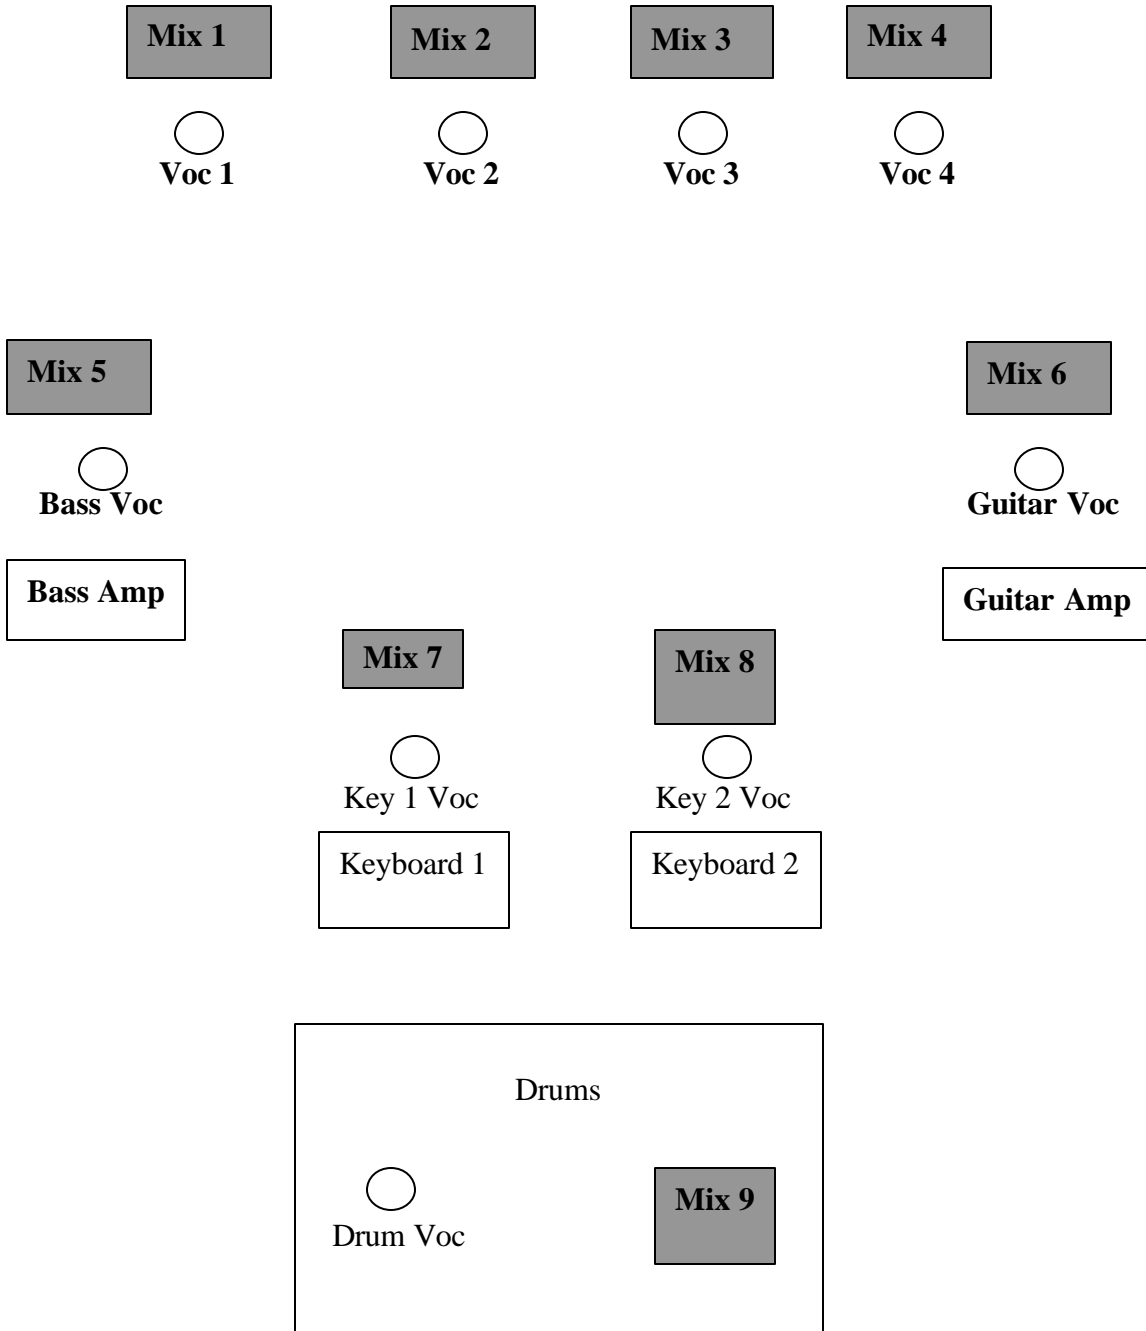 Mix 1
Mix 2
Mix 3
Mix 4
Voc 1
Voc 2
Voc 3
Voc 4
Mix 5
Mix 6
Bass Voc
Guitar Voc
Bass Amp
Guitar Amp
Mix 7
Mix 8
Key 1 Voc
Key 2 Voc
Keyboard 1
Keyboard 2
Drums
Mix 9
Drum Voc